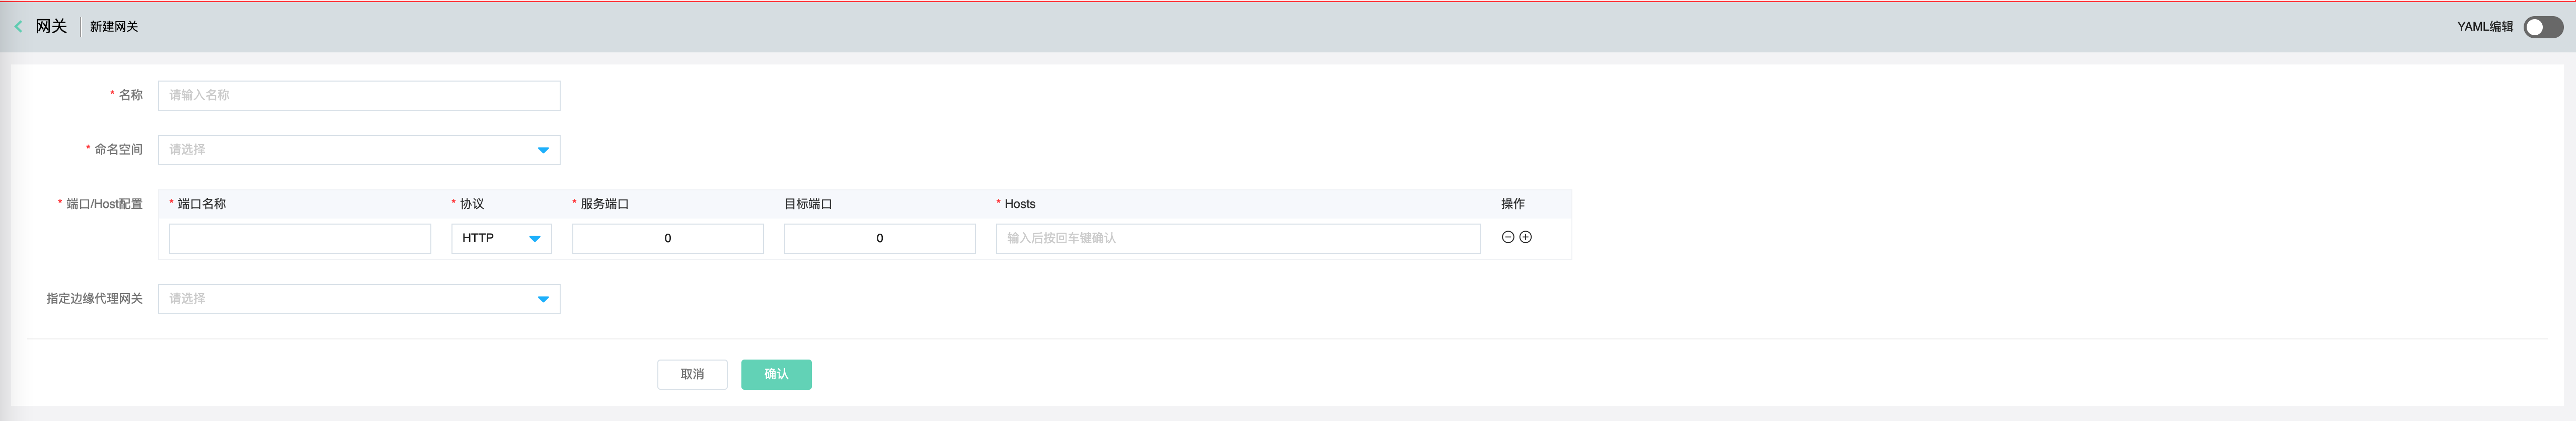 网关 新建网关 YAML编辑
* 名称 请输入名称
* 命名空间 请选择
* 端口/Host配置 * 端口名称 * 协议 * 服务端口 目标端口 * Hosts 操作
HTTP 0 0 输入后按回车键确认
指定边缘代理网关 请选择
取消 确认